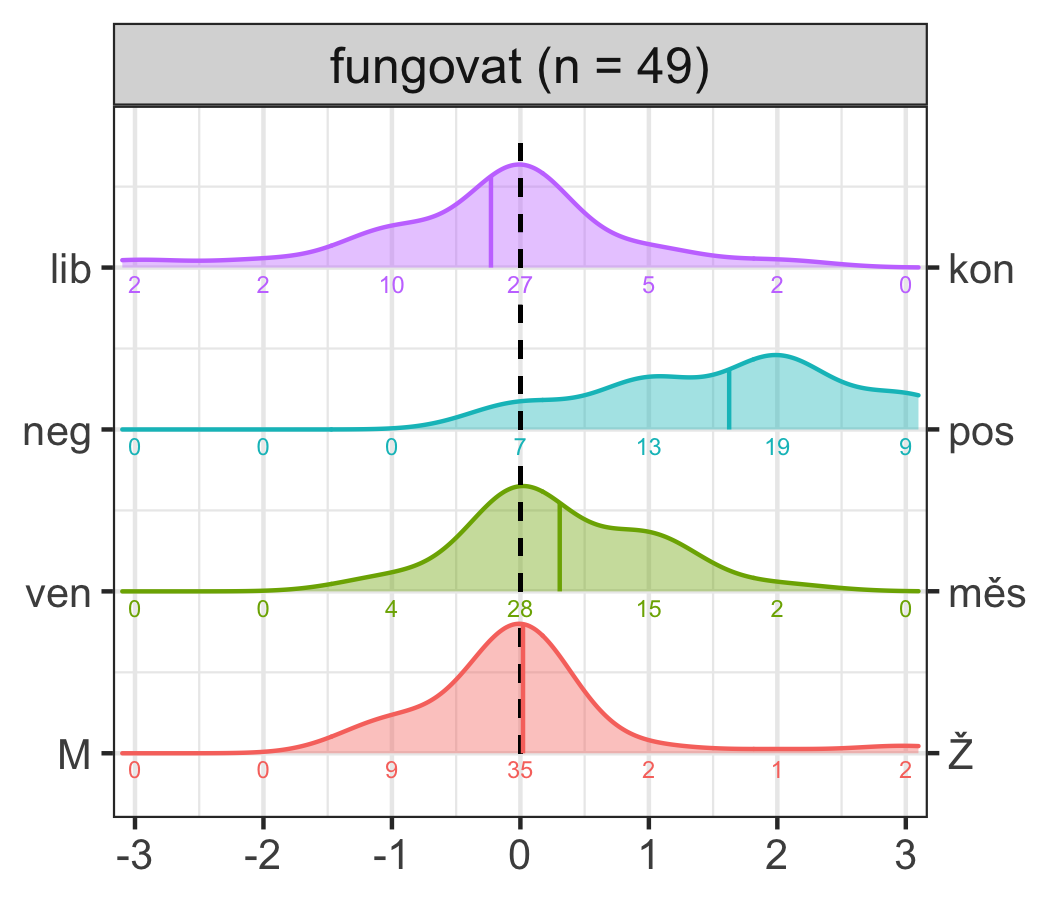 fungovat (n = 49)
lib kon
2 2 10 27 5 2 0
neg pos
0 0 0 7 13 19 9
ven měs
0 0 4 28 15 2 0
M Ž
0 0 9 35 2 1 2
-3 -2 -1 0 1 2 3